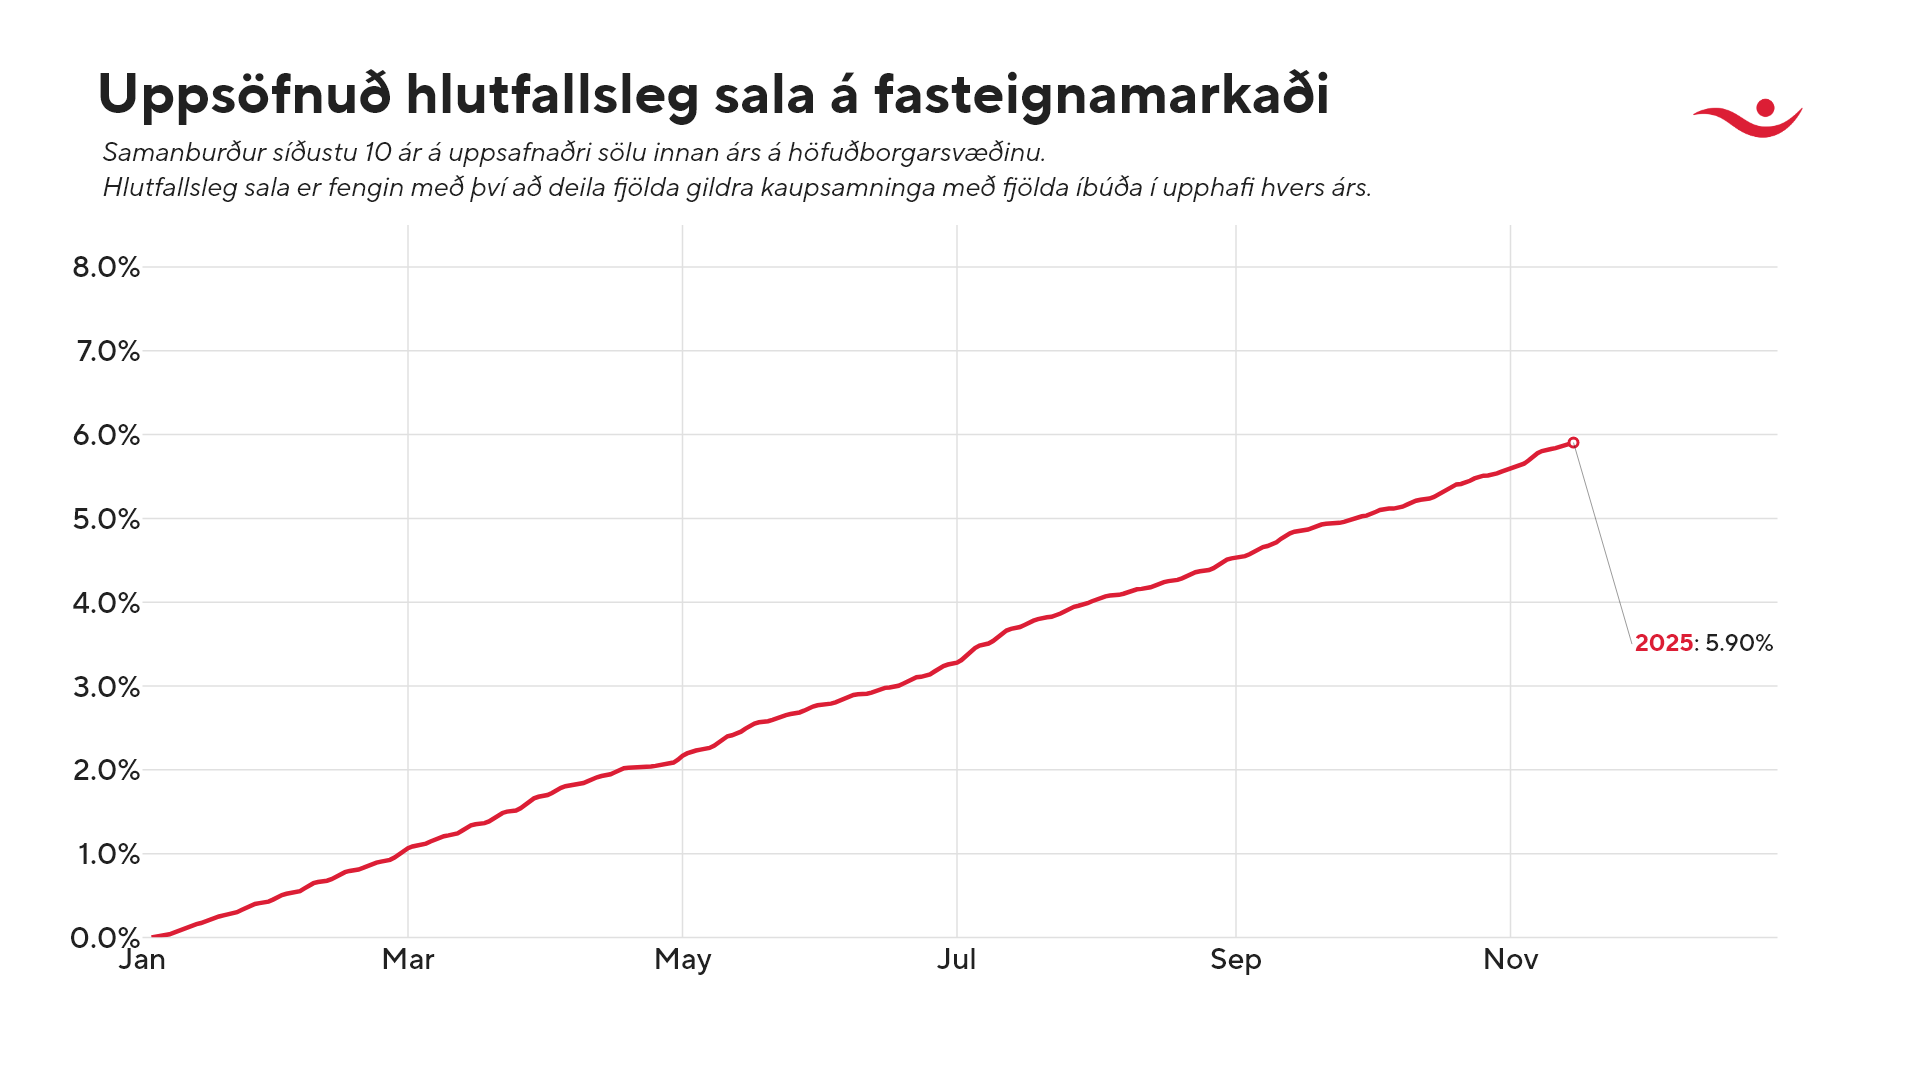 Uppsöfnuð hlutfallsleg sala á fasteignamarkaði
Samanburður síðustu 10 ár á uppsafnaðri sölu innan árs á höfuðborgarsvæðinu.
Hlutfallsleg sala er fengin með því að deila fjölda gildra kaupsamninga með fjölda íbúða í upphafi hvers árs.
8.0%
7.0%
6.0%
5.0%
4.0%
2025: 5.90%
3.0%
2.0%
1.0%
0.0%
Jan Mar May Jul Sep Nov